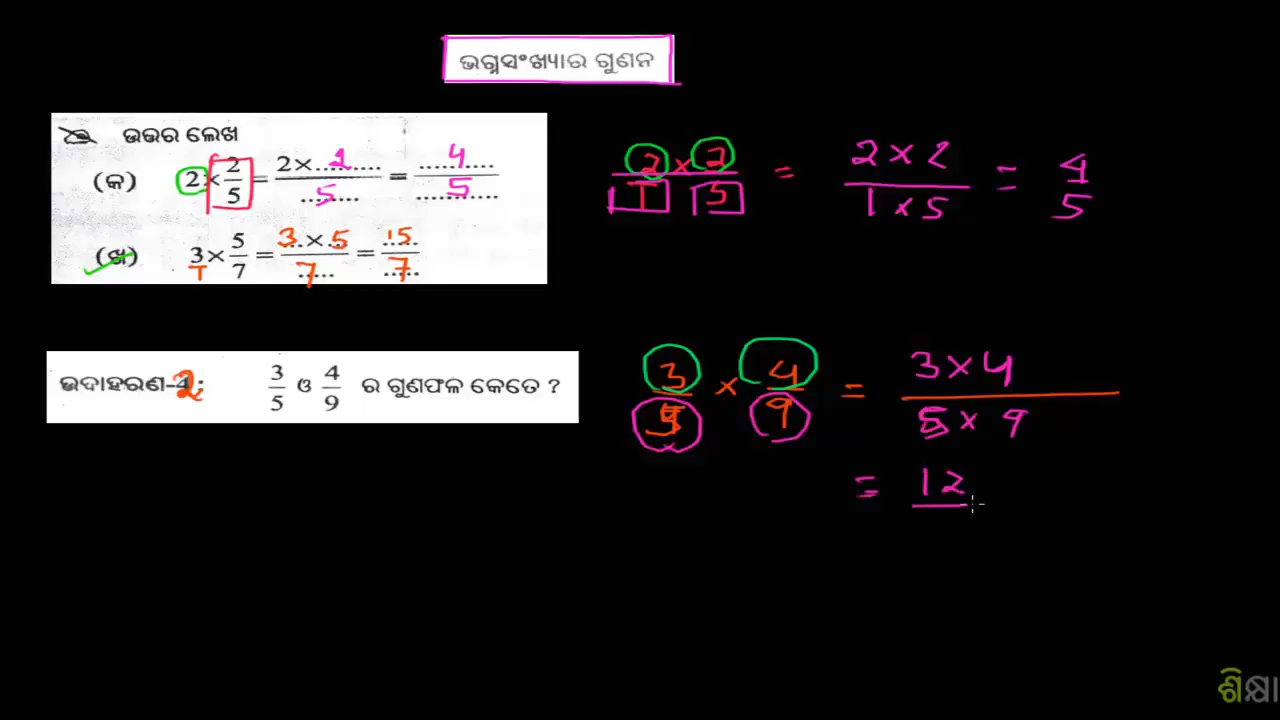 ଭଗ୍ନସଂଖ୍ୟାର ଗୁଣନ
ଉତ୍ତର ଲେଖ
(କ) 2 × 2/5 = 2 × ...2.../...5... = ...4.../...5...
(ଖ) 3/1 × 5/7 = 3 × 5/7 = 15/7
2/1 × 2/5 = 2 × 2/1 × 5 = 4/5
ଉଦାହରଣ-2: 3/5 ଓ 4/9 ର ଗୁଣଫଳ କେତେ ?
3/5 × 4/9 = 3 × 4/5 × 9
= 12
ଶିକ୍ଷା